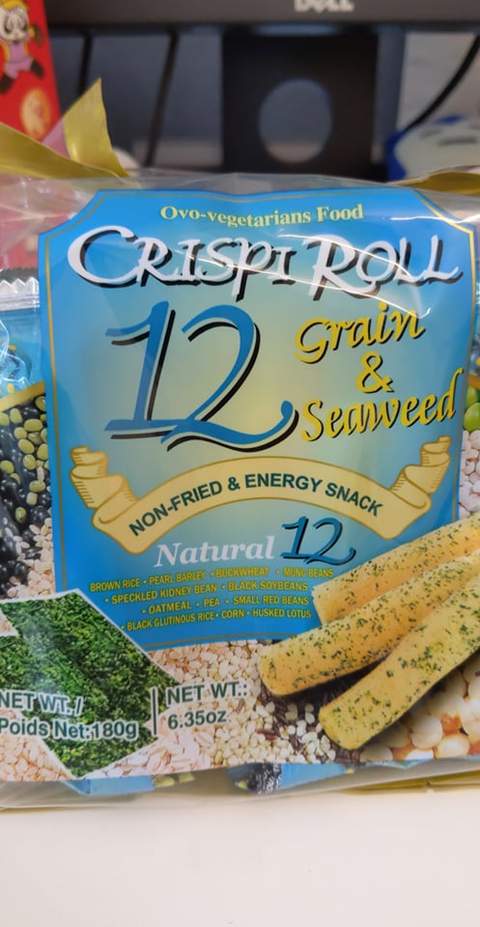 DELL
Ovo-vegetarians Food
CRISPI ROLL
12
Grain
&
Seaweed
NON-FRIED & ENERGY SNACK
Natural 12
BROWN RICE • PEARL BARLEY • BUCKWHEAT • MUNG BEANS
• SPECKLED KIDNEY BEAN • BLACK SOYBEANS
• OATMEAL • PEA • SMALL RED BEANS
• BLACK GLUTINOUS RICE • CORN • HUSKED LOTUS
NET WT./
Poids Net:180g
NET WT.:
6.35oz